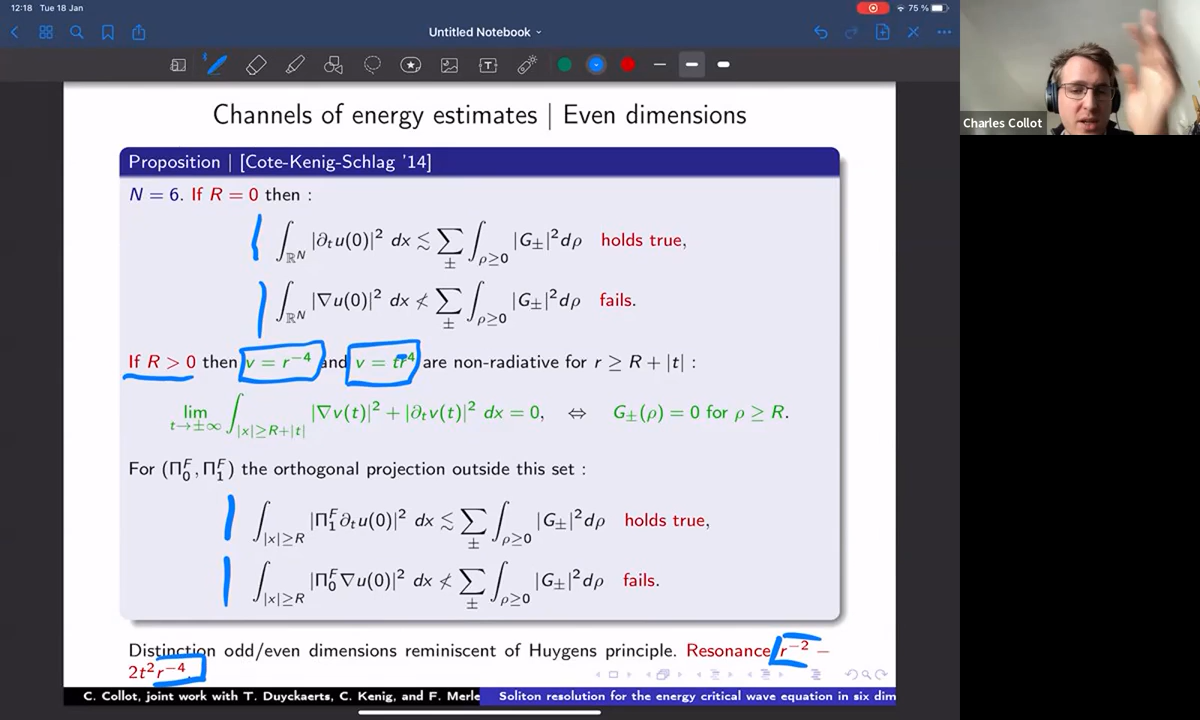 12:18 Tue 18 Jan
75 %
Untitled Notebook
Channels of energy estimates | Even dimensions
Proposition | [Cote-Kenig-Schlag '14]
N = 6. If R = 0 then :
∫_{ℝ^N} |∂_t u(0)|² dx ≲ ∑_± ∫_{ρ≥0} |G_±|² dρ holds true,
∫_{ℝ^N} |∇u(0)|² dx ≮ ∑_± ∫_{ρ≥0} |G_±|² dρ fails.
If R > 0 then v = r^{-4} and v = tr^{-4} are non-radiative for r ≥ R + |t| :
lim_{t→±∞} ∫_{|x|≥R+|t|} |∇v(t)|² + |∂_t v(t)|² dx = 0, ⇔ G_±(ρ) = 0 for ρ ≥ R.
For (Π_0^F, Π_1^F) the orthogonal projection outside this set :
∫_{|x|≥R} |Π_1^F ∂_t u(0)|² dx ≲ ∑_± ∫_{ρ≥0} |G_±|² dρ holds true,
∫_{|x|≥R} |Π_0^F ∇u(0)|² dx ≮ ∑_± ∫_{ρ≥0} |G_±|² dρ fails.
Distinction odd/even dimensions reminiscent of Huygens principle. Resonance r^{-2} −
2t² r^{-4}
C. Collot, joint work with T. Duyckaerts, C. Kenig, and F. Merle
Soliton resolution for the energy critical wave equation in six dim
Charles Collot